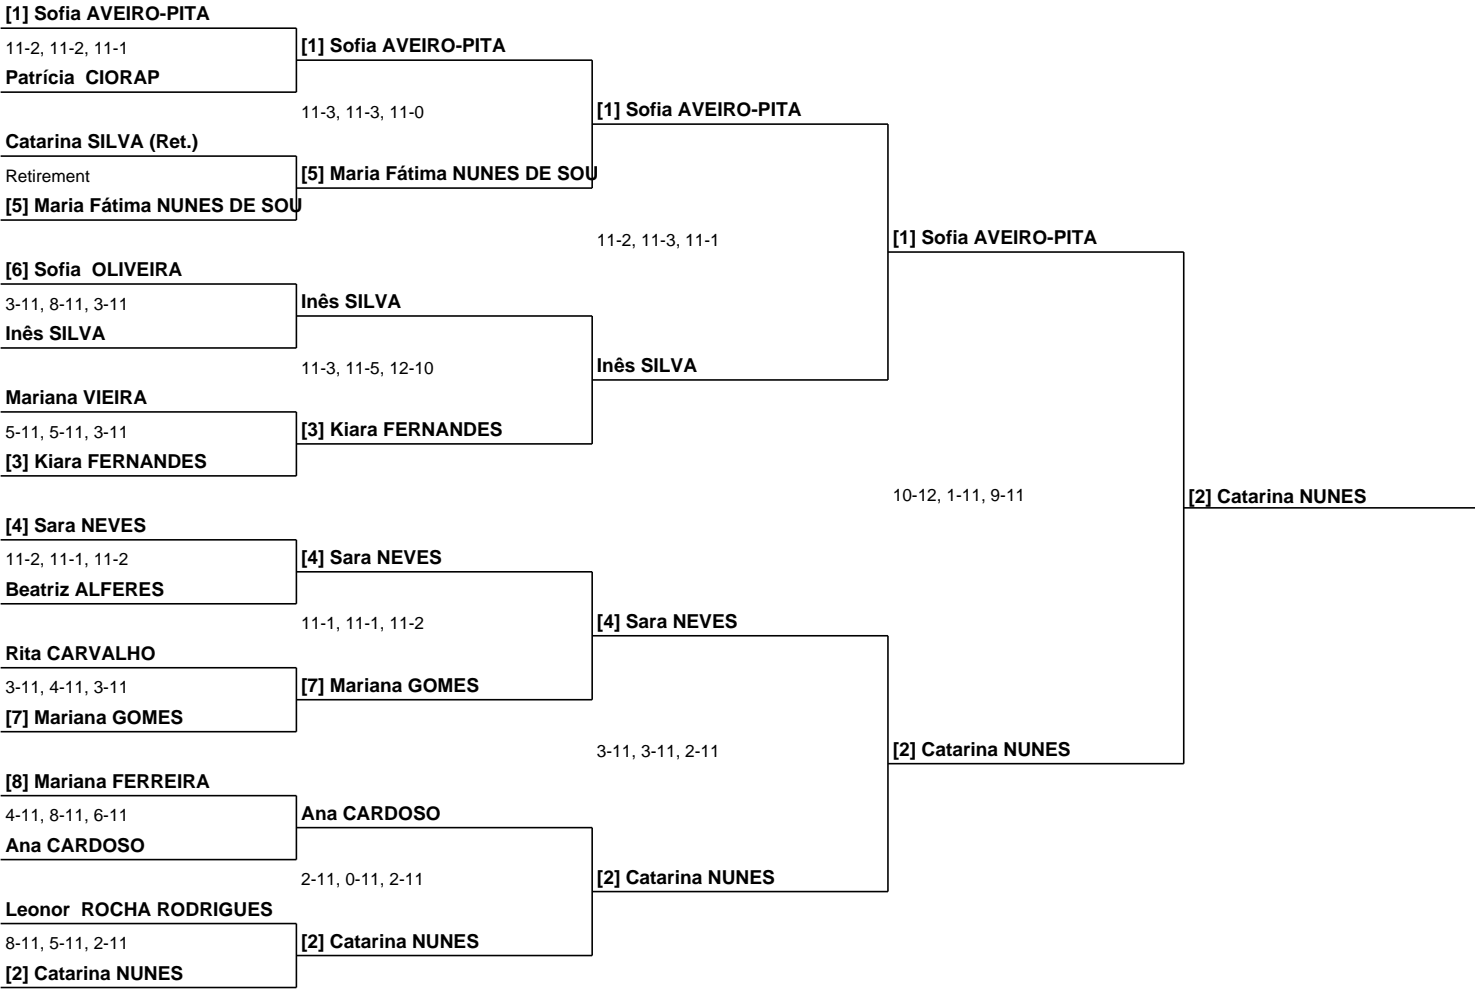 [1] Sofia AVEIRO-PITA
11-2, 11-2, 11-1
Patrícia  CIORAP
Catarina SILVA (Ret.)
Retirement
[5] Maria Fátima NUNES DE SOU
[6] Sofia  OLIVEIRA
3-11, 8-11, 3-11
Inês SILVA
Mariana VIEIRA
5-11, 5-11, 3-11
[3] Kiara FERNANDES
[4] Sara NEVES
11-2, 11-1, 11-2
Beatriz ALFERES
Rita CARVALHO
3-11, 4-11, 3-11
[7] Mariana GOMES
[8] Mariana FERREIRA
4-11, 8-11, 6-11
Ana CARDOSO
Leonor  ROCHA RODRIGUES
8-11, 5-11, 2-11
[2] Catarina NUNES
[1] Sofia AVEIRO-PITA
11-3, 11-3, 11-0
[5] Maria Fátima NUNES DE SOU
Inês SILVA
11-3, 11-5, 12-10
[3] Kiara FERNANDES
[4] Sara NEVES
11-1, 11-1, 11-2
[7] Mariana GOMES
Ana CARDOSO
2-11, 0-11, 2-11
[2] Catarina NUNES
[1] Sofia AVEIRO-PITA
11-2, 11-3, 11-1
Inês SILVA
[4] Sara NEVES
3-11, 3-11, 2-11
[2] Catarina NUNES
[1] Sofia AVEIRO-PITA
10-12, 1-11, 9-11
[2] Catarina NUNES
[2] Catarina NUNES